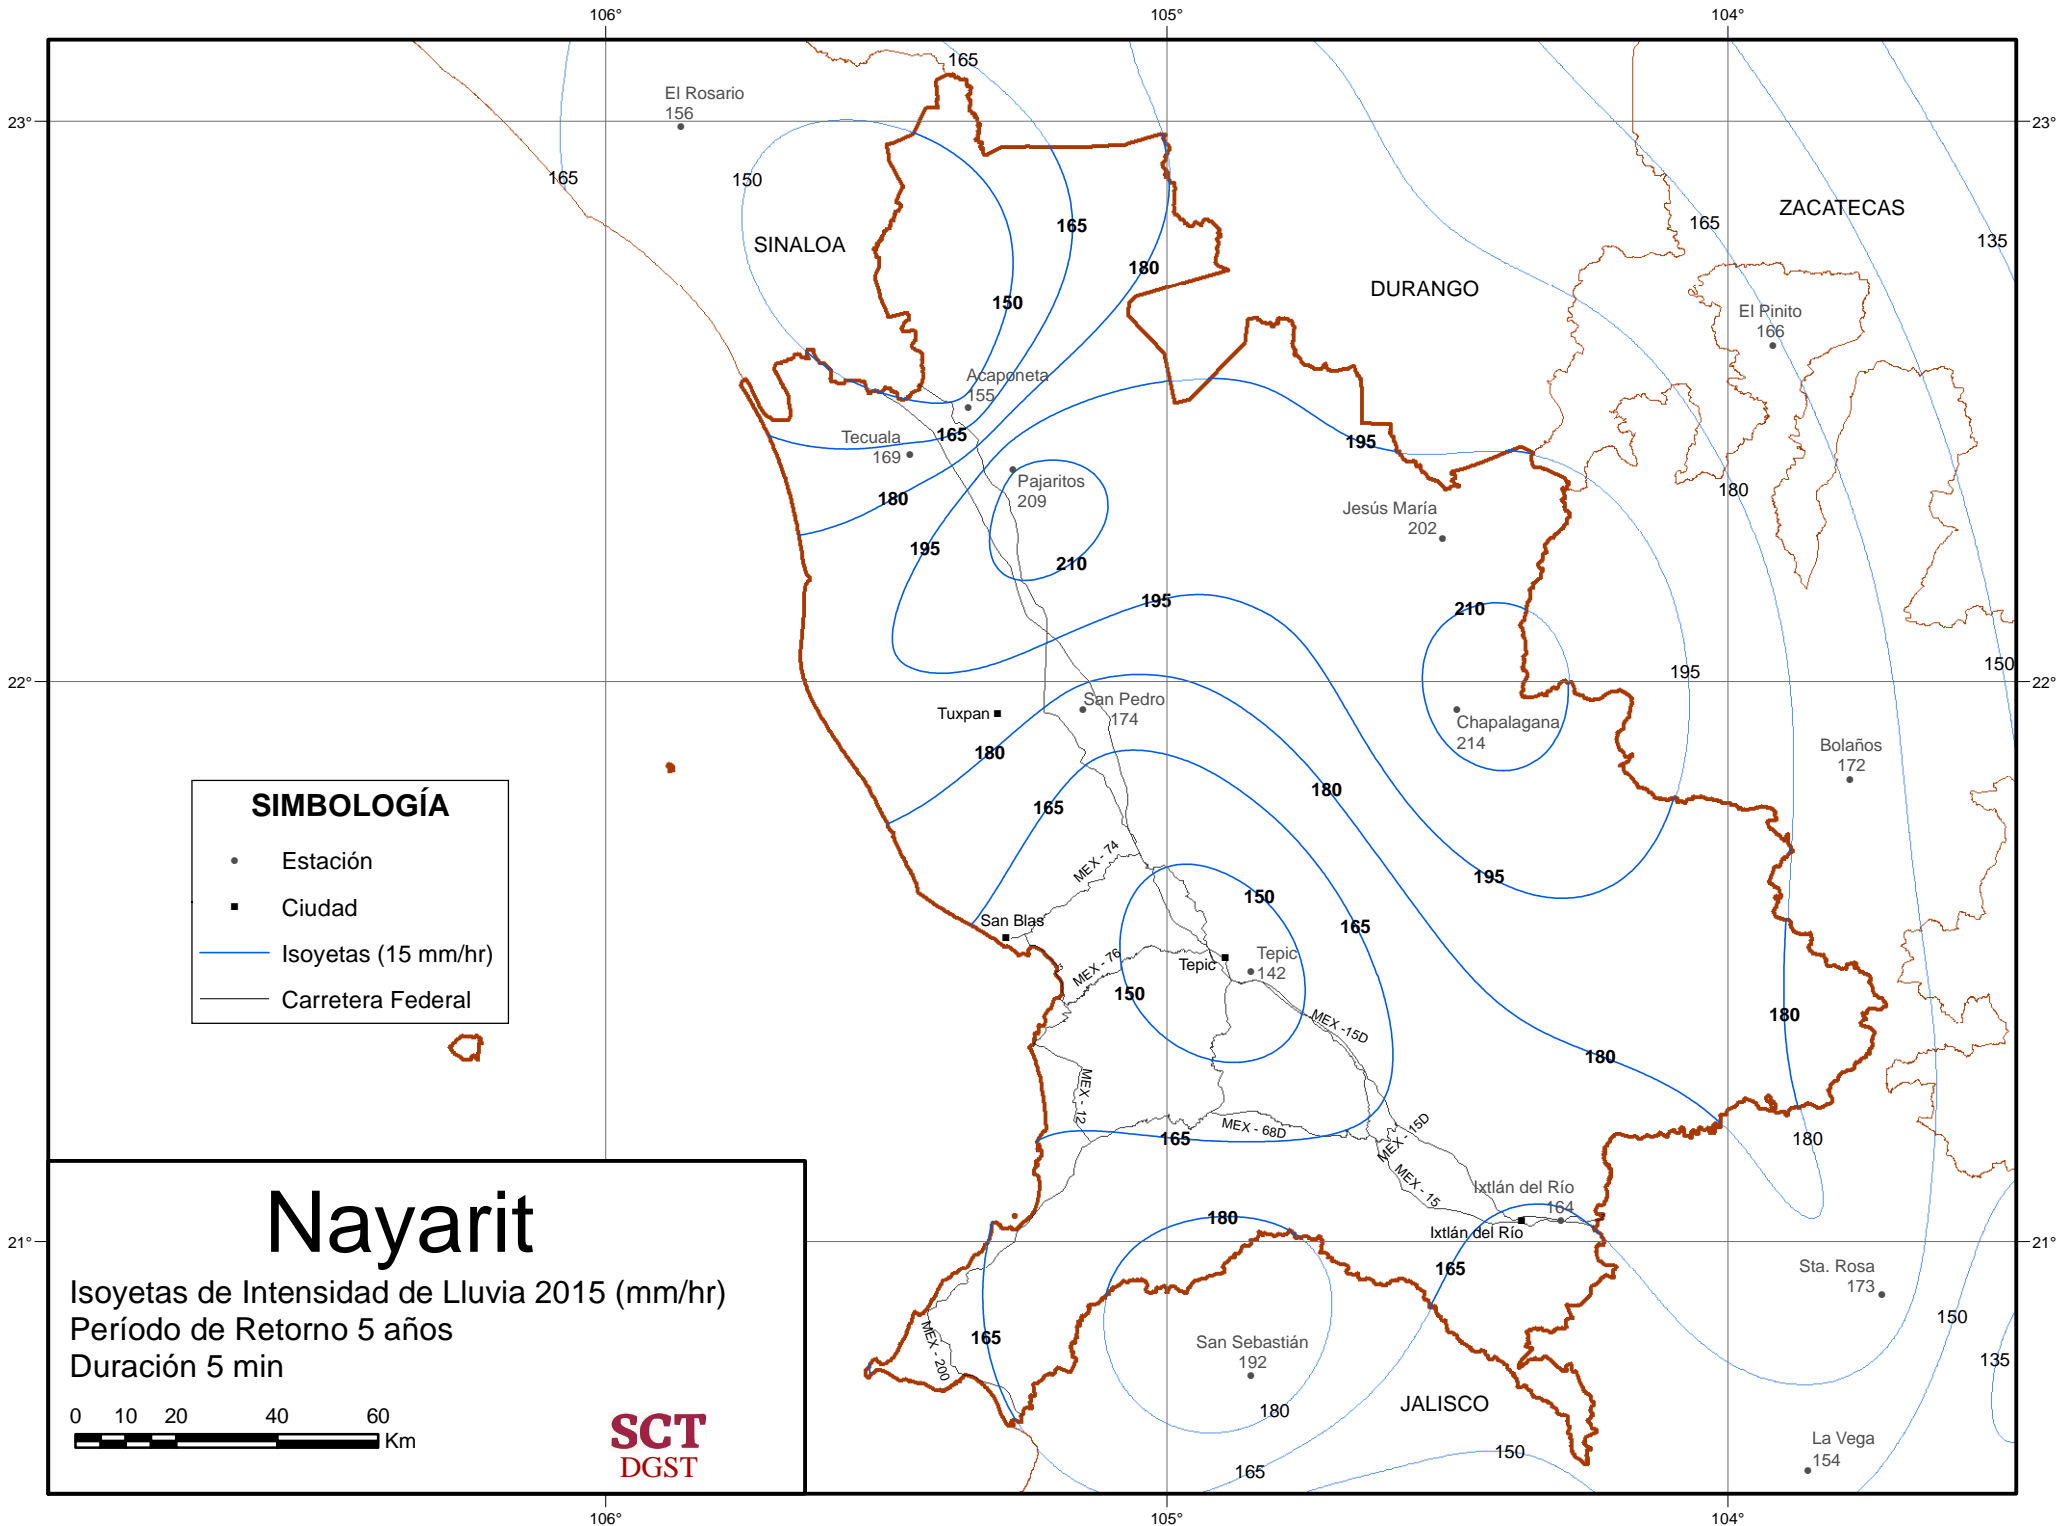 106°
105°
104°
165
El Rosario
156
23°
23°
165
150
ZACATECAS
165
165
135
SINALOA
180
DURANGO
150
El Pinito
166
Acaponeta
155
165
Tecuala
169
195
Pajaritos
209
180
180
Jesús María
202
195
210
195
210
150
195
22°
22°
San Pedro
174
Tuxpan
Chapalagana
214
180
Bolaños
172
180
165
SIMBOLOGÍA
Estación
Ciudad
Isoyetas (15 mm/hr)
Carretera Federal
MEX - 74
195
150
San Blas
165
Tepic
Tepic
142
MEX - 76
150
180
MEX -15D
180
MEX - 12
165
MEX - 68D
MEX - 15D
180
MEX - 15
Ixtlán del Río
164
180
Ixtlán del Río
21°
21°
165
Sta. Rosa
173
150
165
MEX - 200
San Sebastián
192
135
180
JALISCO
150
La Vega
154
165
Nayarit
Isoyetas de Intensidad de Lluvia 2015 (mm/hr)
Período de Retorno 5 años
Duración 5 min
0 10 20 40 60
Km
SCT
DGST
106°
105°
104°